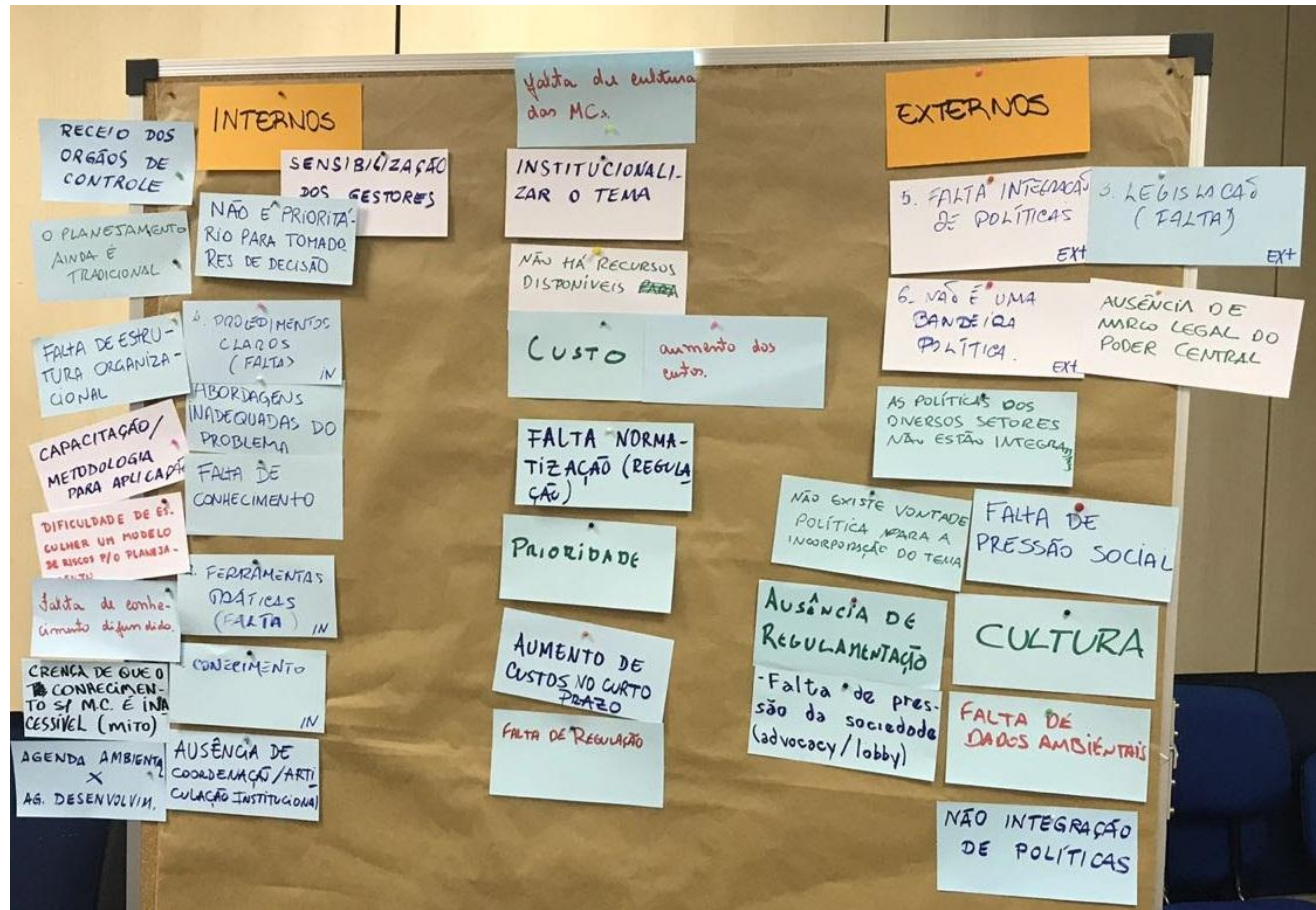 INTERNOS
RECEIO DOS
ORGÃOS DE
CONTROLE
SENSIBILIZAÇÃO
DOS GESTORES
O PLANEJAMENTO
AINDA É
TRADICIONAL
NÃO É PRIORITÁ-
RIO PARA TOMADO
RES DE DECISÃO
FALTA DE ESTRU-
TURA ORGANIZA-
CIONAL
PROCEDIMENTOS
CLAROS
(FALTA)
IN
CAPACITAÇÃO/
METODOLOGIA
PARA APLICAÇÃO
ABORDAGENS
INADEQUADAS DO
PROBLEMA
FALTA DE
CONHECIMENTO
DIFICULDADE DE ES-
COLHER UM MODELO
DE RISCOS P/O PLANEJA-
FERRAMENTAS
PRÁTICAS
(FALTA)
IN
falta de conhe-
cimento difundido.
CONECIMENTO
IN
CRENÇA DE QUE O
CONHECIMEN-
TO S/ M.C. É INA
CESSÍVEL (mito)
AGENDA AMBIENTAL
X
AG. DESENVOLVIM.
AUSÊNCIA DE
COORDENAÇÃO/ARTI
CULAÇÃO INSTITUCIONAL
falta de cultura
das MCs.
INSTITUCIONALI-
ZAR O TEMA
NÃO HÁ RECURSOS
DISPONÍVEIS
CUSTO
aumento dos
custos.
FALTA NORMA-
TIZAÇÃO (REGULA
ÇÃO)
PRIORIDADE
AUMENTO DE
CUSTOS NO CURTO
PRAZO
FALTA DE REGULAÇÃO
EXTERNOS
5. FALTA INTEGRAÇÃO
DE POLÍTICAS
EXT
3. LEGISLAÇÃO
(FALTA)
EXT
6. NÃO É UMA
BANDEIRA
POLÍTICA.
EXT
AUSÊNCIA DE
MARCO LEGAL DO
PODER CENTRAL
AS POLÍTICAS DOS
DIVERSOS SETORES
NÃO ESTÃO INTEGRADAS
NÃO EXISTE VONTADE
POLÍTICA PARA A
INCORPORAÇÃO DO TEMA
FALTA DE
PRESSÃO SOCIAL
AUSÊNCIA DE
REGULAMENTAÇÃO
CULTURA
-Falta de pres-
são da sociedade
(advocacy/lobby)
FALTA DE
DADOS AMBIENTAIS
NÃO INTEGRAÇÃO
DE POLÍTICAS